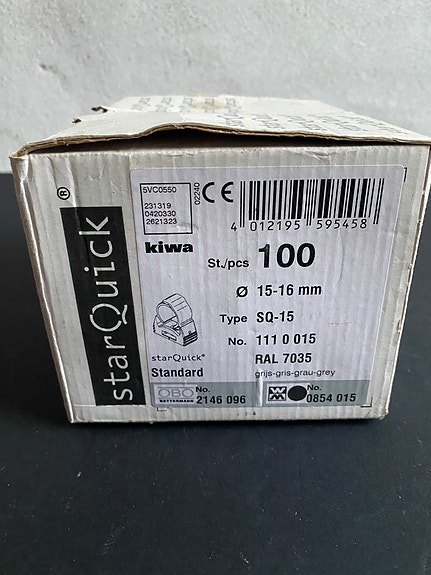 starQuick®
5VC0550
231319
0420330
2621323
02240
CE
4 012195 595458
kiwa
St./pcs 100
Ø 15-16 mm
Type SQ-15
No. 111 0 015
starQuick®
RAL 7035
Standard
grijs-gris-grau-grey
OBO
BETTERMANN
No.
2146 096
No.
0854 015